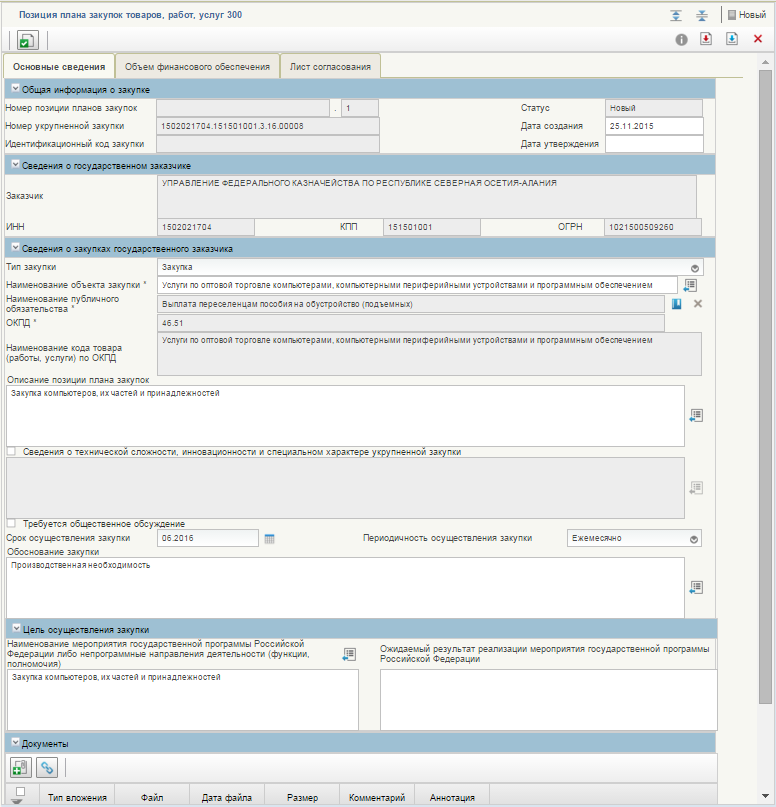 Позиция плана закупок товаров, работ, услуг 300
Новый
Основные сведения
Объем финансового обеспечения
Лист согласования
Общая информация о закупке
Номер позиции планов закупок . 1 Статус Новый
Номер укрупненной закупки 1502021704.151501001.3.16.00008 Дата создания 25.11.2015
Идентификационный код закупки Дата утверждения
Сведения о государственном заказчике
Заказчик УПРАВЛЕНИЕ ФЕДЕРАЛЬНОГО КАЗНАЧЕЙСТВА ПО РЕСПУБЛИКЕ СЕВЕРНАЯ ОСЕТИЯ-АЛАНИЯ
ИНН 1502021704 КПП 151501001 ОГРН 1021500509260
Сведения о закупках государственного заказчика
Тип закупки Закупка
Наименование объекта закупки * Услуги по оптовой торговле компьютерами, компьютерными периферийными устройствами и программным обеспечением
Наименование публичного
обязательства * Выплата переселенцам пособия на обустройство (подъемных)
ОКПД * 46.51
Наименование кода товара
(работы, услуги) по ОКПД
Услуги по оптовой торговле компьютерами, компьютерными периферийными устройствами и программным обеспечением
Описание позиции плана закупок
Закупка компьютеров, их частей и принадлежностей
Сведения о технической сложности, инновационности и специальном характере укрупненной закупки
Требуется общественное обсуждение
Срок осуществления закупки 06.2016 Периодичность осуществления закупки Ежемесячно
Обоснование закупки
Производственная необходимость
Цель осуществления закупки
Наименование мероприятия государственной программы Российской
Федерации либо непрограммные направления деятельности (функции,
полномочия)
Ожидаемый результат реализации мероприятия государственной программы
Российской Федерации
Закупка компьютеров, их частей и принадлежностей
Документы
Тип вложения Файл Дата файла Размер Комментарий Аннотация